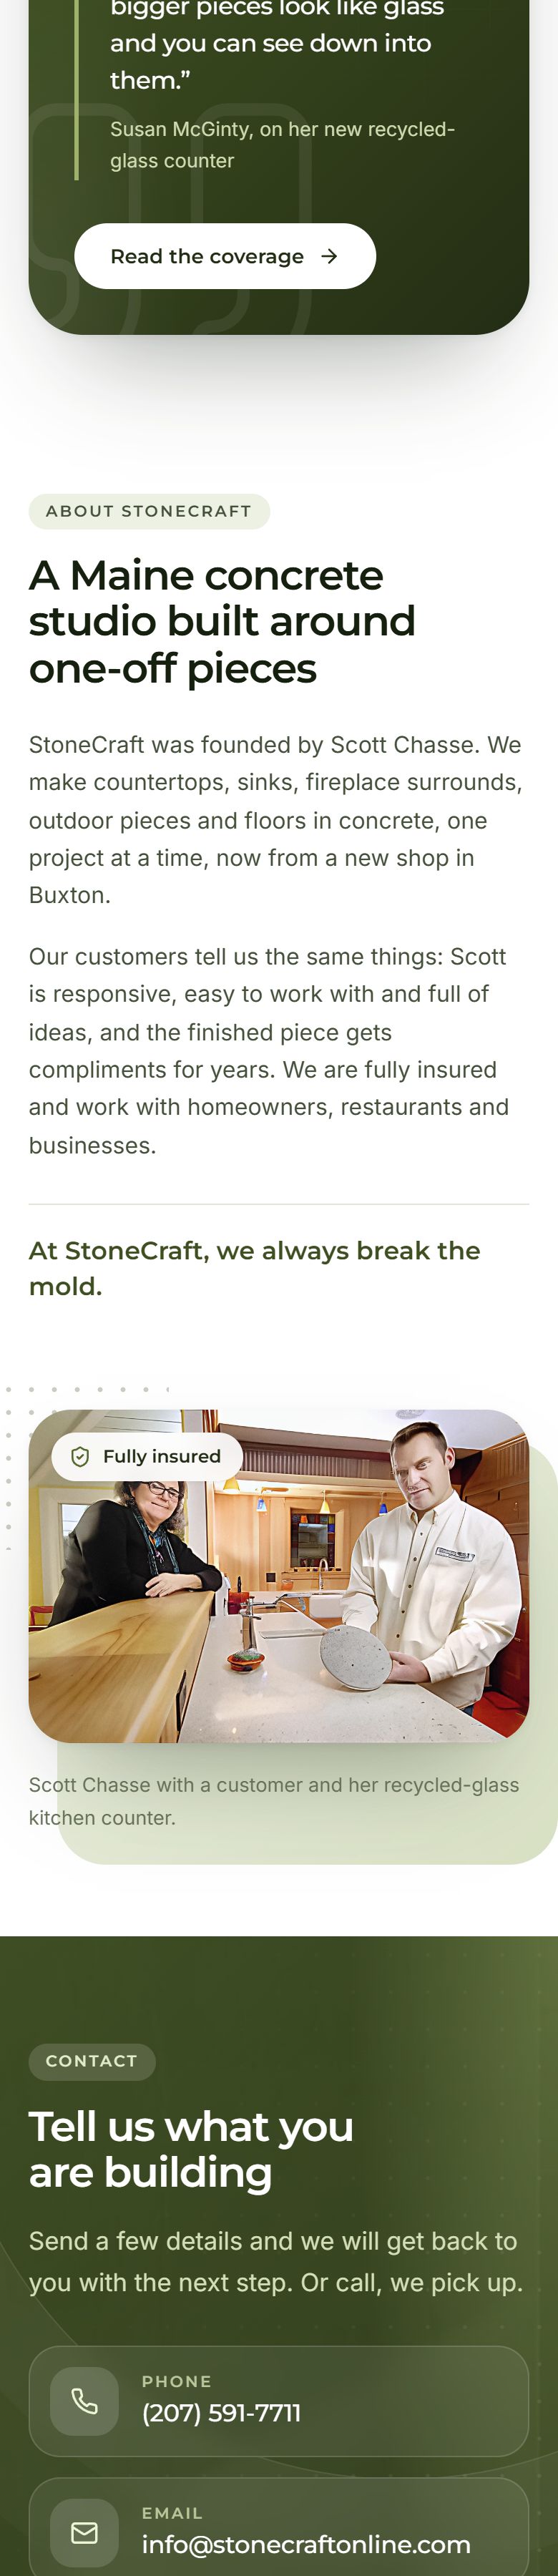 bigger pieces look like glass
and you can see down into
them.”
Susan McGinty, on her new recycled-
glass counter
Read the coverage
ABOUT STONECRAFT
A Maine concrete
studio built around
one-off pieces
StoneCraft was founded by Scott Chasse. We
make countertops, sinks, fireplace surrounds,
outdoor pieces and floors in concrete, one
project at a time, now from a new shop in
Buxton.
Our customers tell us the same things: Scott
is responsive, easy to work with and full of
ideas, and the finished piece gets
compliments for years. We are fully insured
and work with homeowners, restaurants and
businesses.
At StoneCraft, we always break the
mold.
Fully insured
Scott Chasse with a customer and her recycled-glass
kitchen counter.
CONTACT
Tell us what you
are building
Send a few details and we will get back to
you with the next step. Or call, we pick up.
PHONE
(207) 591-7711
EMAIL
info@stonecraftonline.com